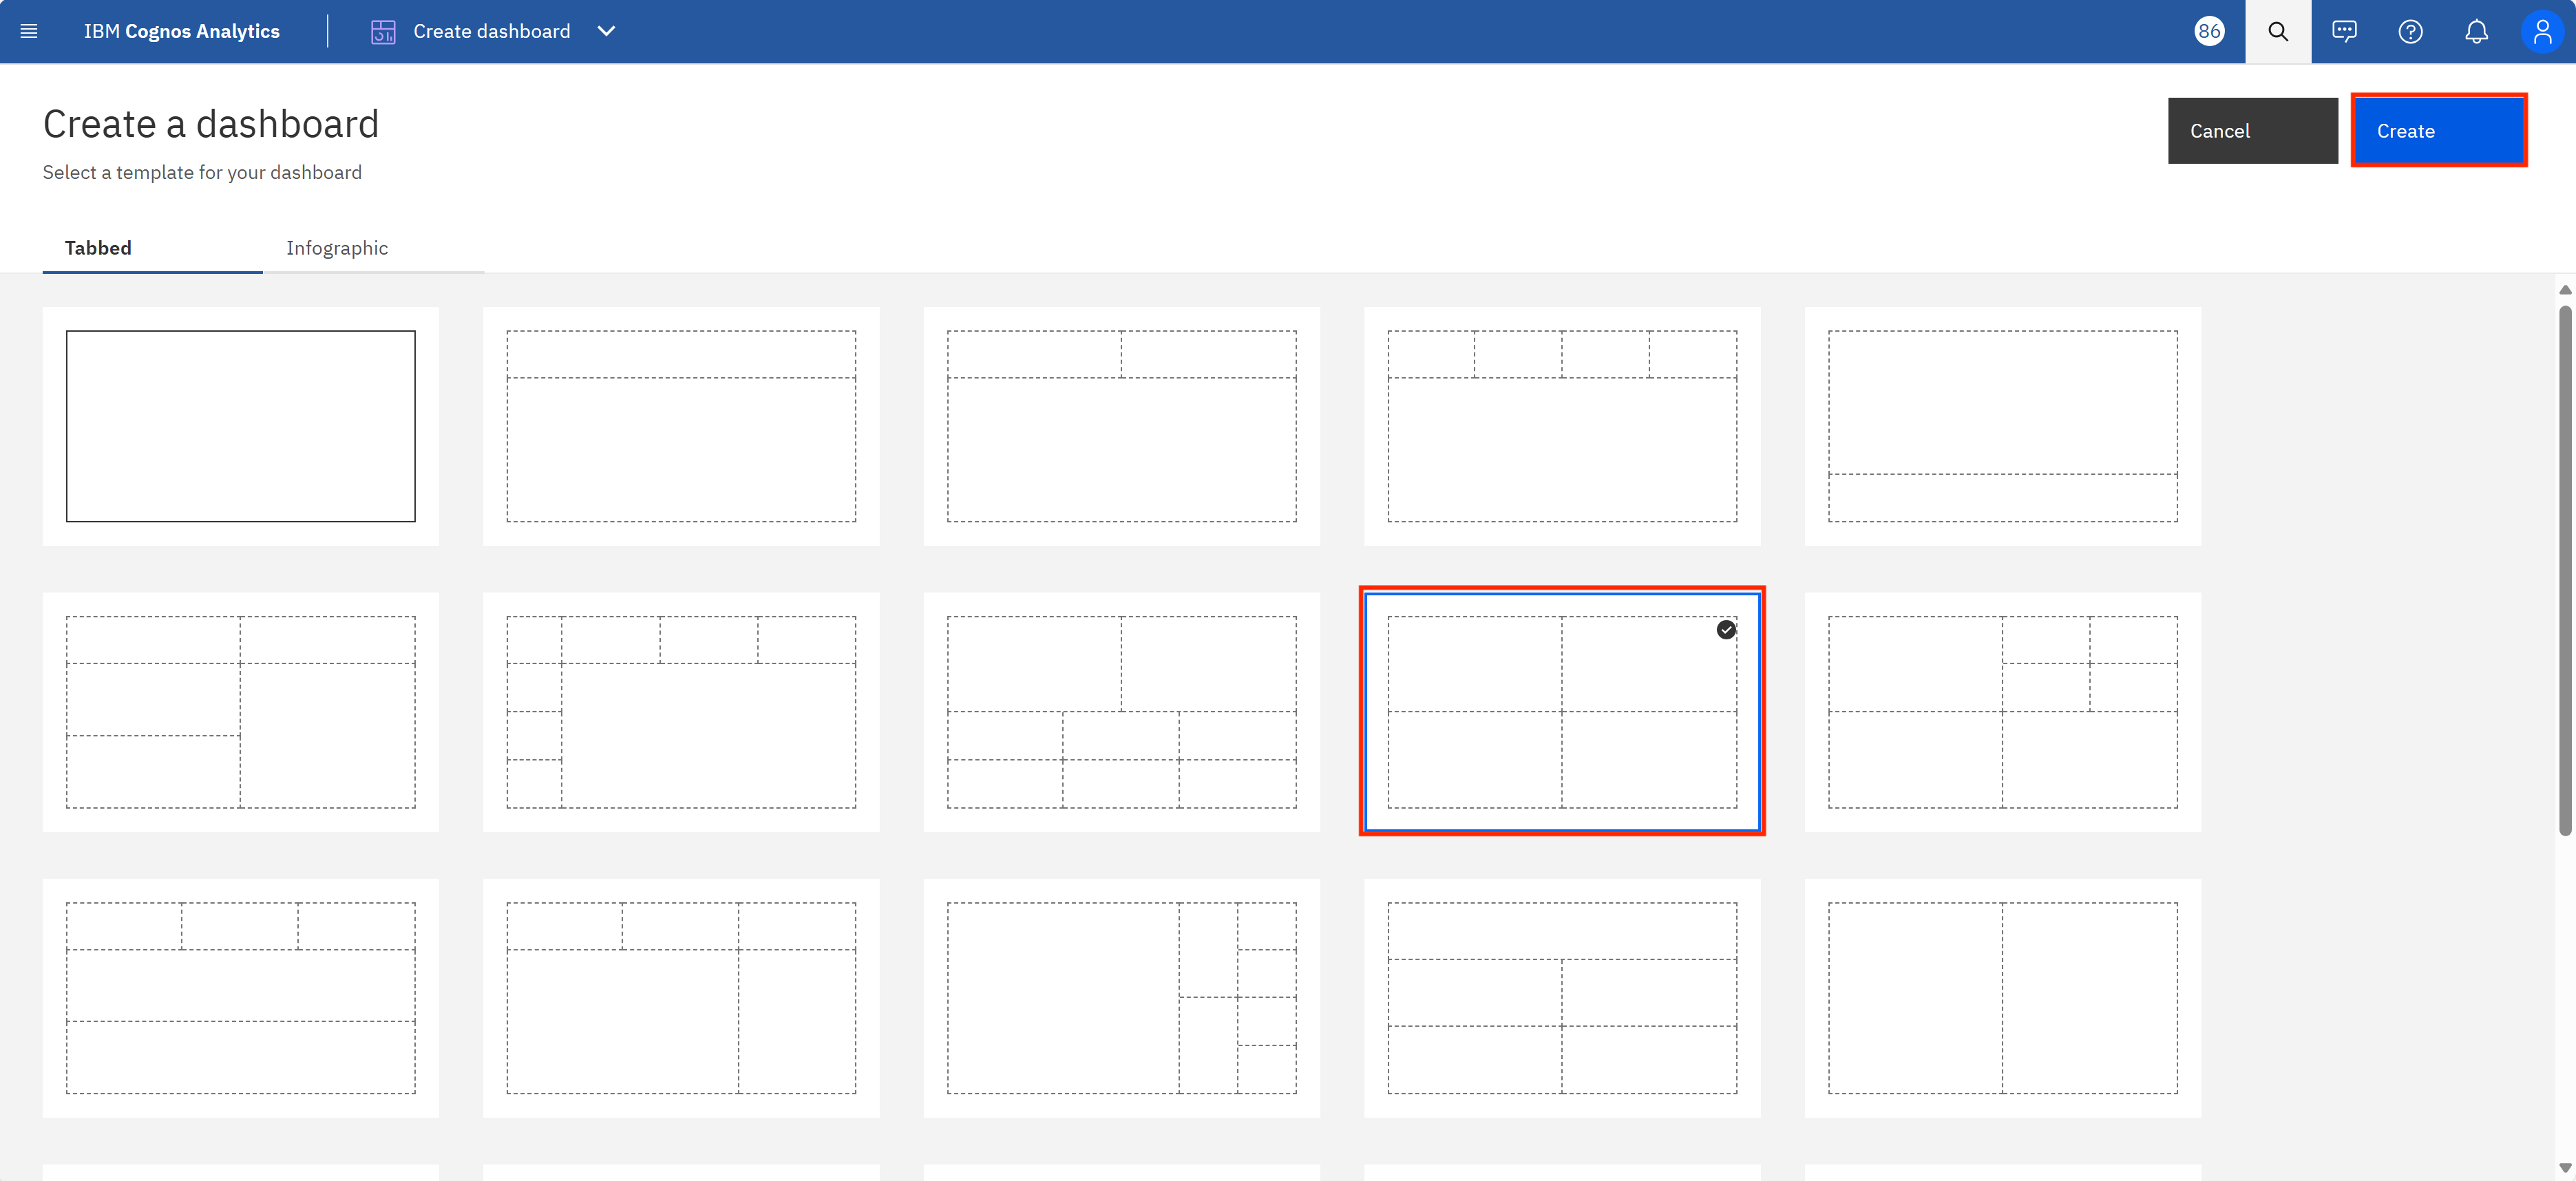 IBM Cognos Analytics
Create dashboard
86
Create a dashboard
Select a template for your dashboard
Cancel
Create
Tabbed
Infographic